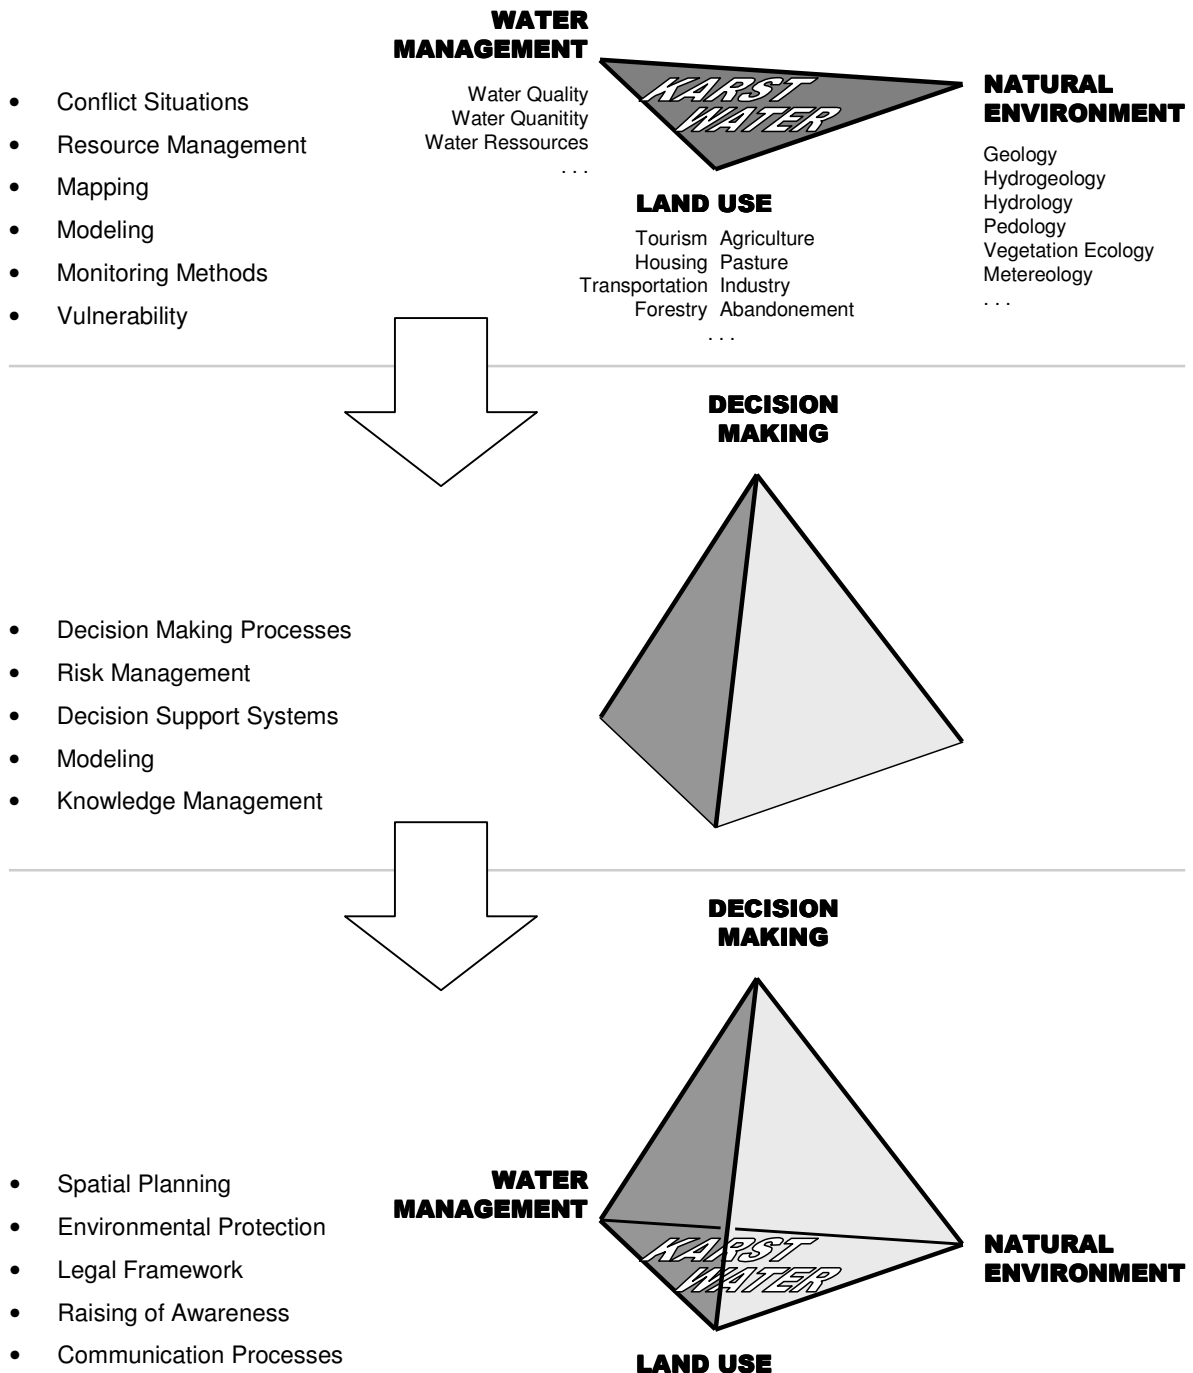 WATER
MANAGEMENT
Water Quality
Water Quanitity
Water Ressources
. . .
KARST
WATER
NATURAL
ENVIRONMENT
Geology
Hydrogeology
Hydrology
Pedology
Vegetation Ecology
Metereology
. . .
LAND USE
Tourism Agriculture
Housing Pasture
Transportation Industry
Forestry Abandonement
. . .
• Conflict Situations
• Resource Management
• Mapping
• Modeling
• Monitoring Methods
• Vulnerability
DECISION
MAKING
• Decision Making Processes
• Risk Management
• Decision Support Systems
• Modeling
• Knowledge Management
DECISION
MAKING
WATER
MANAGEMENT
KARST
WATER
NATURAL
ENVIRONMENT
LAND USE
• Spatial Planning
• Environmental Protection
• Legal Framework
• Raising of Awareness
• Communication Processes